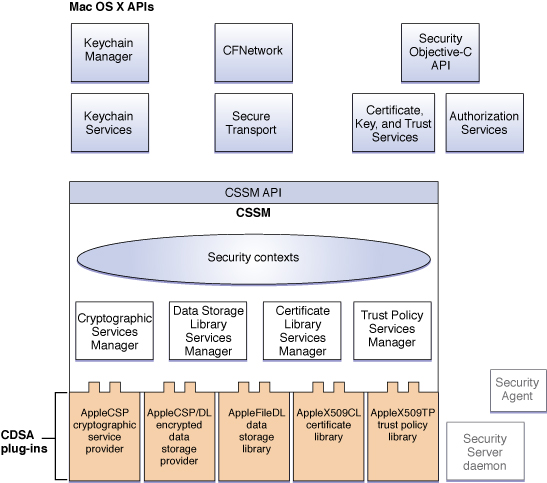 Mac OS X APIs
Keychain
Manager
CFNetwork
Security
Objective-C
API
Keychain
Services
Secure
Transport
Certificate,
Key, and Trust
Services
Authorization
Services
CSSM API
CSSM
Security contexts
Cryptographic
Services
Manager
Data Storage
Library
Services
Manager
Certificate
Library
Services
Manager
Trust Policy
Services
Manager
CDSA
plug-ins
AppleCSP
cryptographic
service
provider
AppleCSP/DL
encrypted
data
storage
provider
AppleFileDL
data
storage
library
AppleX509CL
certificate
library
AppleX509TP
trust policy
library
Security
Agent
Security
Server
daemon